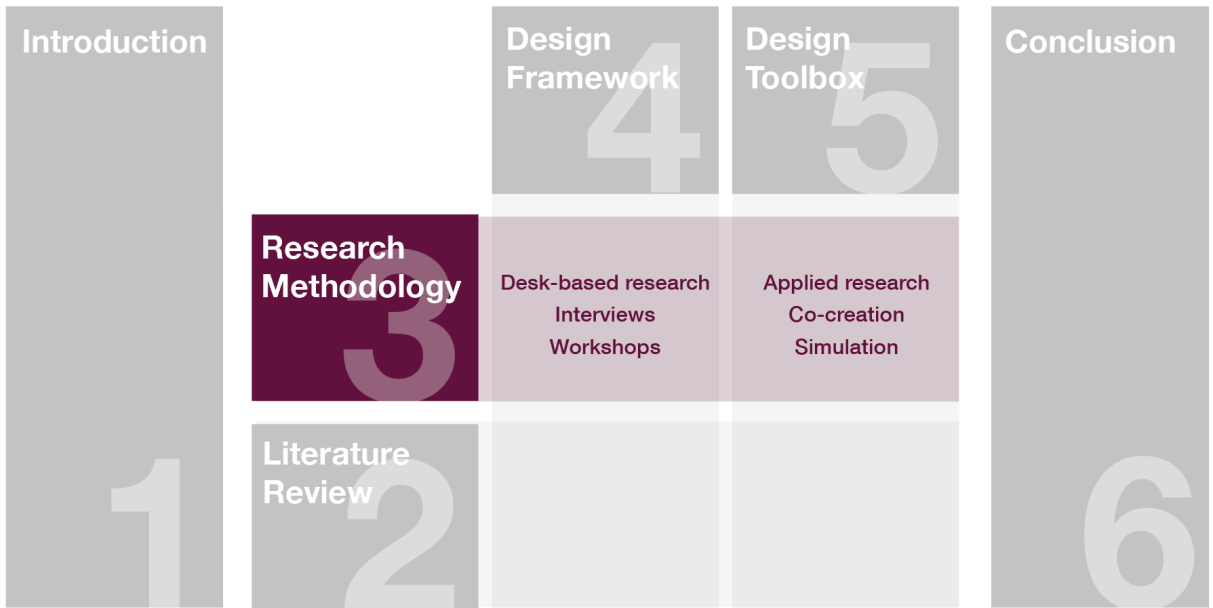 Introduction
1
Design
Framework
4
Design
Toolbox
5
Conclusion
6
Research
Methodology
3
Desk-based research
Interviews
Workshops
Applied research
Co-creation
Simulation
Literature
Review
2